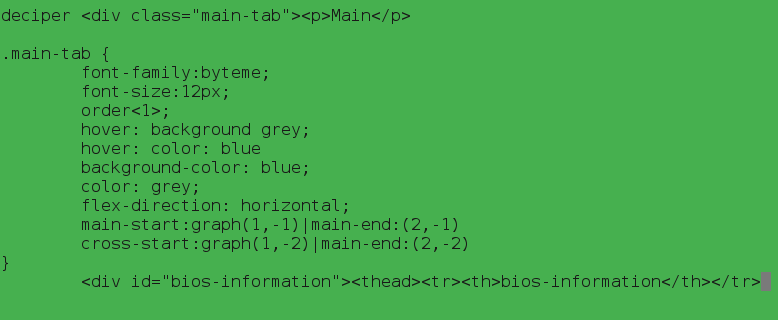 deciper <div class="main-tab"><p>Main</p>
.main-tab {
font-family:byteme;
font-size:12px;
order<1>;
hover: background grey;
hover: color: blue
background-color: blue;
color: grey;
flex-direction: horizontal;
main-start:graph(1,-1)|main-end:(2,-1)
cross-start:graph(1,-2)|main-end:(2,-2)
}
<div id="bios-information"><thead><tr><th>bios-information</th></tr>